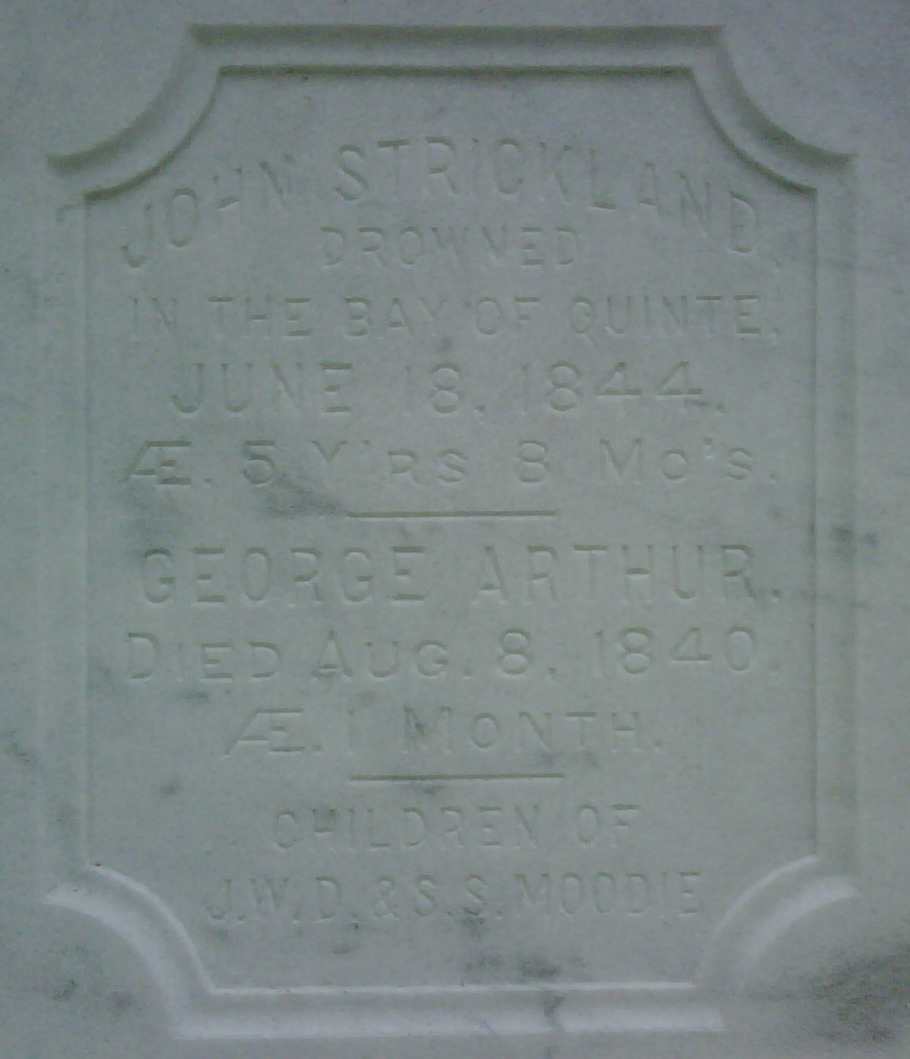 JOHN STRICKLAND,
DROWNED
IN THE BAY OF QUINTE.
JUNE 18, 1844.
Æ. 5 Y'RS 8 MO'S.
GEORGE ARTHUR.
DIED AUG. 8, 1840.
Æ. 1 MONTH.
CHILDREN OF
J.W.D. & S.S. MOODIE